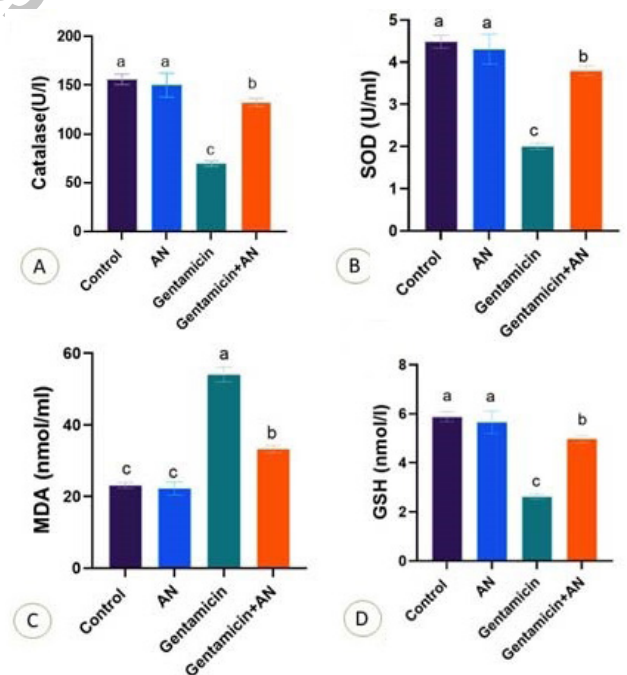 200
150
100
50
0
Catalase(U/l)
a
a
c
b
Control
AN
Gentamicin
Gentamicin+AN
A
5
4
3
2
1
0
SOD (U/ml)
a
a
c
b
Control
AN
Gentamicin
Gentamicin+AN
B
60
40
20
0
MDA (nmol/ml)
c
c
a
b
Control
AN
Gentamicin
Gentamicin+AN
C
8
6
4
2
0
GSH (nmol/l)
a
a
c
b
Control
AN
Gentamicin
Gentamicin+AN
D